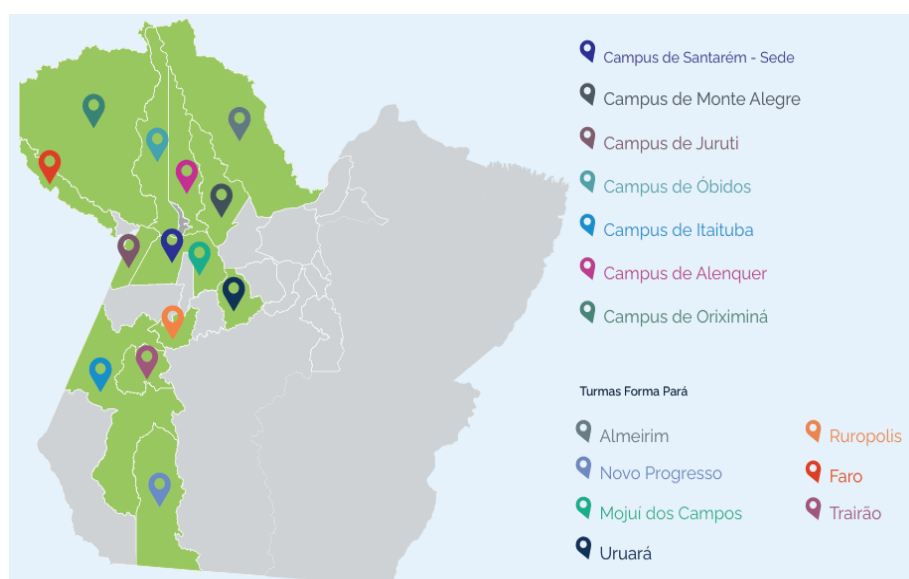 Campus de Santarém - Sede
Campus de Monte Alegre
Campus de Juruti
Campus de Óbidos
Campus de Itaituba
Campus de Alenquer
Campus de Oriximiná
Turmas Forma Pará
Almeirim
Ruropolis
Novo Progresso
Faro
Mojuí dos Campos
Trairão
Uruará